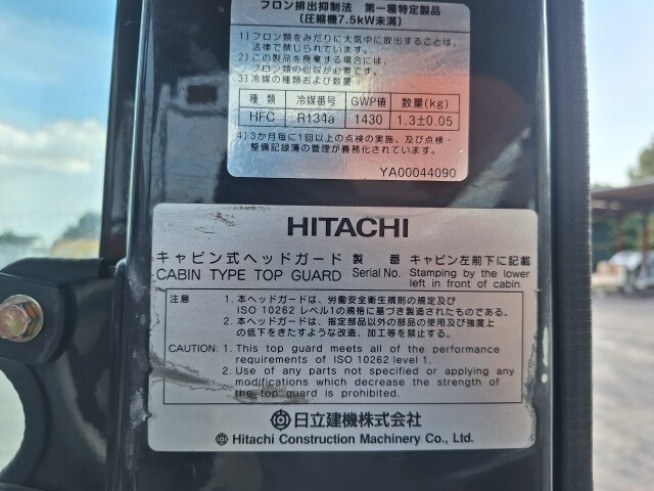 フロン排出抑制法 第一種特定製品
(圧縮機7.5kW未満)
1) フロン類をみだりに大気中に放出することは、
法律で禁じられています。
2) この製品を廃棄する場合には、
フロン類の回収が必要です。
3) 冷媒の種類および数量
種類 冷媒番号 GWP値 数量(kg)
HFC R134a 1430 1.3±0.05
4) 3か月毎に1回以上の点検の実施、及び点検・
整備記録簿の管理が義務化されています。
YA00044090
HITACHI
キャビン式ヘッドガード 製番 キャビン左前下に記載
CABIN TYPE TOP GUARD Serial No. Stamping by the lower
left in front of cabin
注意 1. 本ヘッドガードは、労働安全衛生規則の規定及び
ISO 10262 レベル1の規格に基づき製造されたものである。
2. 本ヘッドガードは、指定部品以外の部品の使用及び強度上
の低下をきたすような改造、加工等を禁止する。
CAUTION: 1. This top guard meets all of the performance
requirements of ISO 10262 level 1.
2. Use of any parts not specified or applying any
modifications which decrease the strength of
the top guard is prohibited.
日立建機株式会社
Hitachi Construction Machinery Co., Ltd.